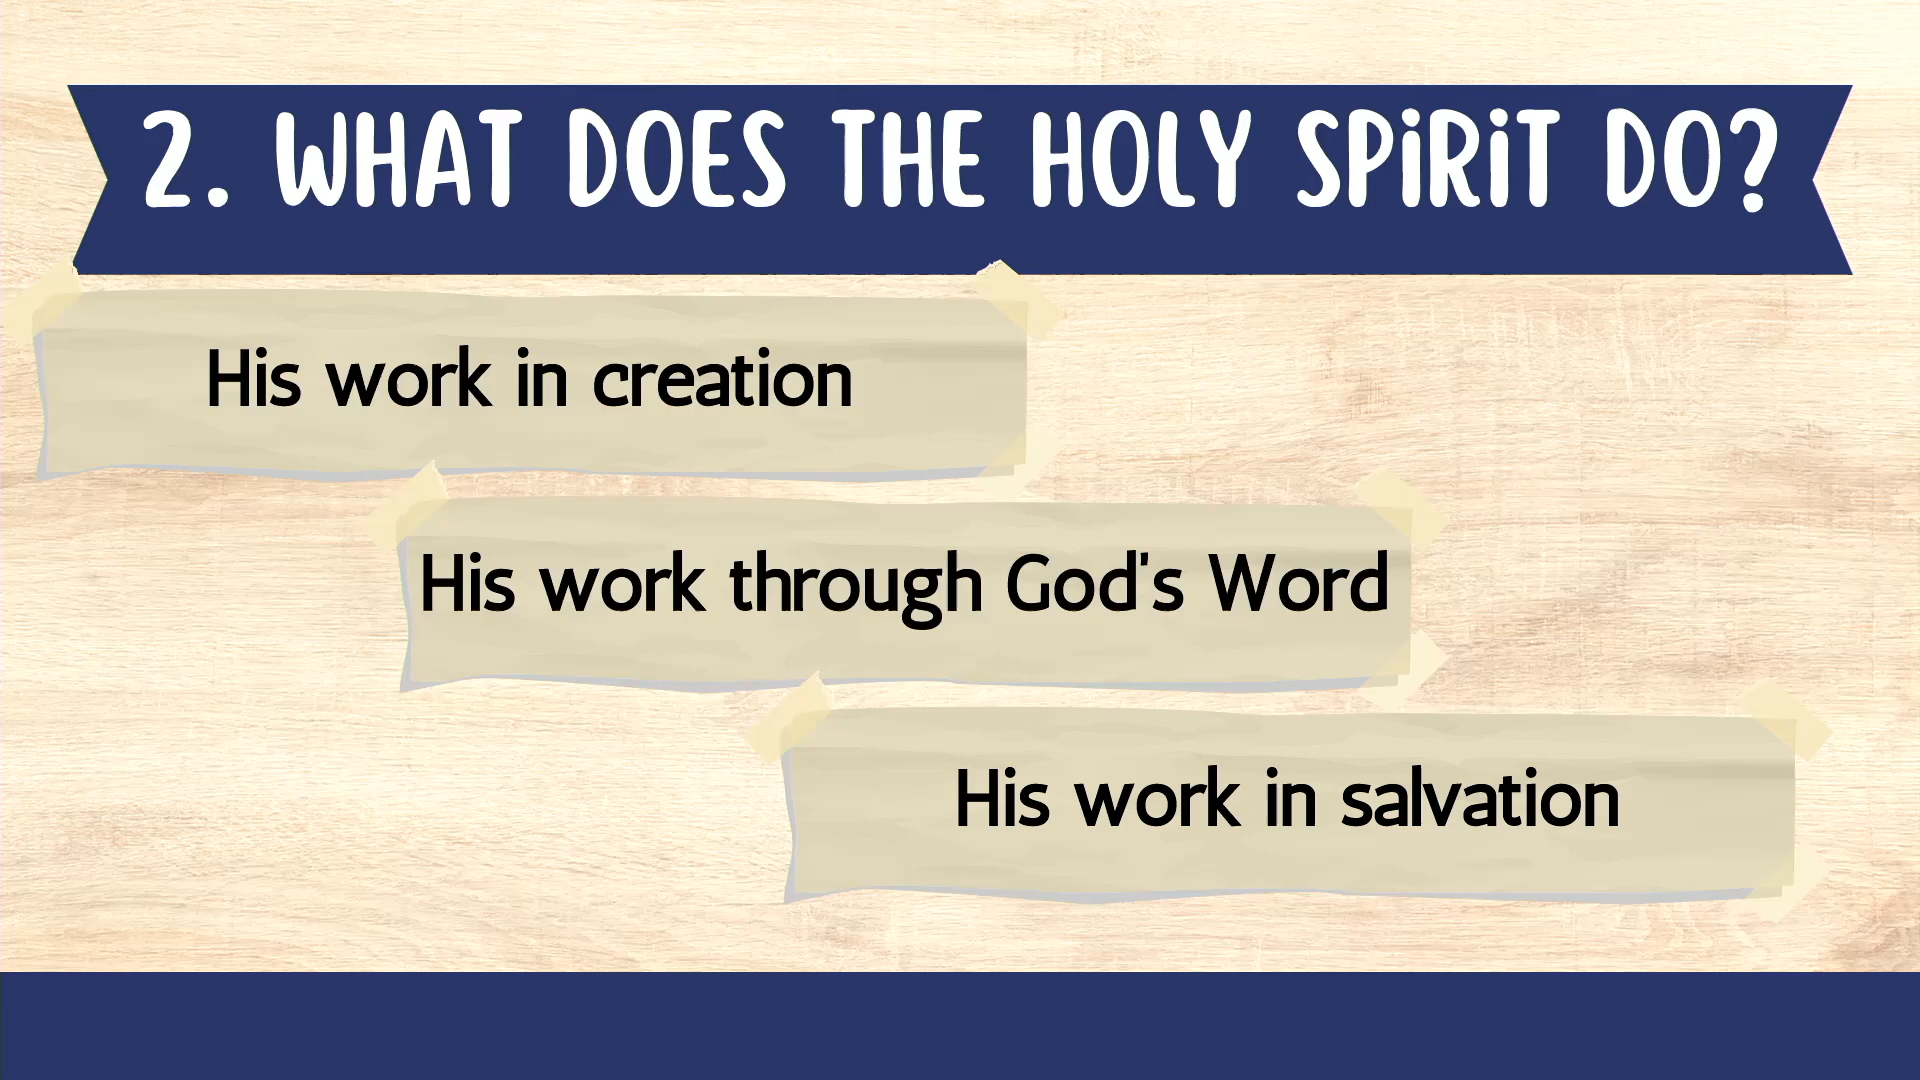 2. WHAT DOES THE HOLY SPiRiT DO?
His work in creation
His work through God's Word
His work in salvation